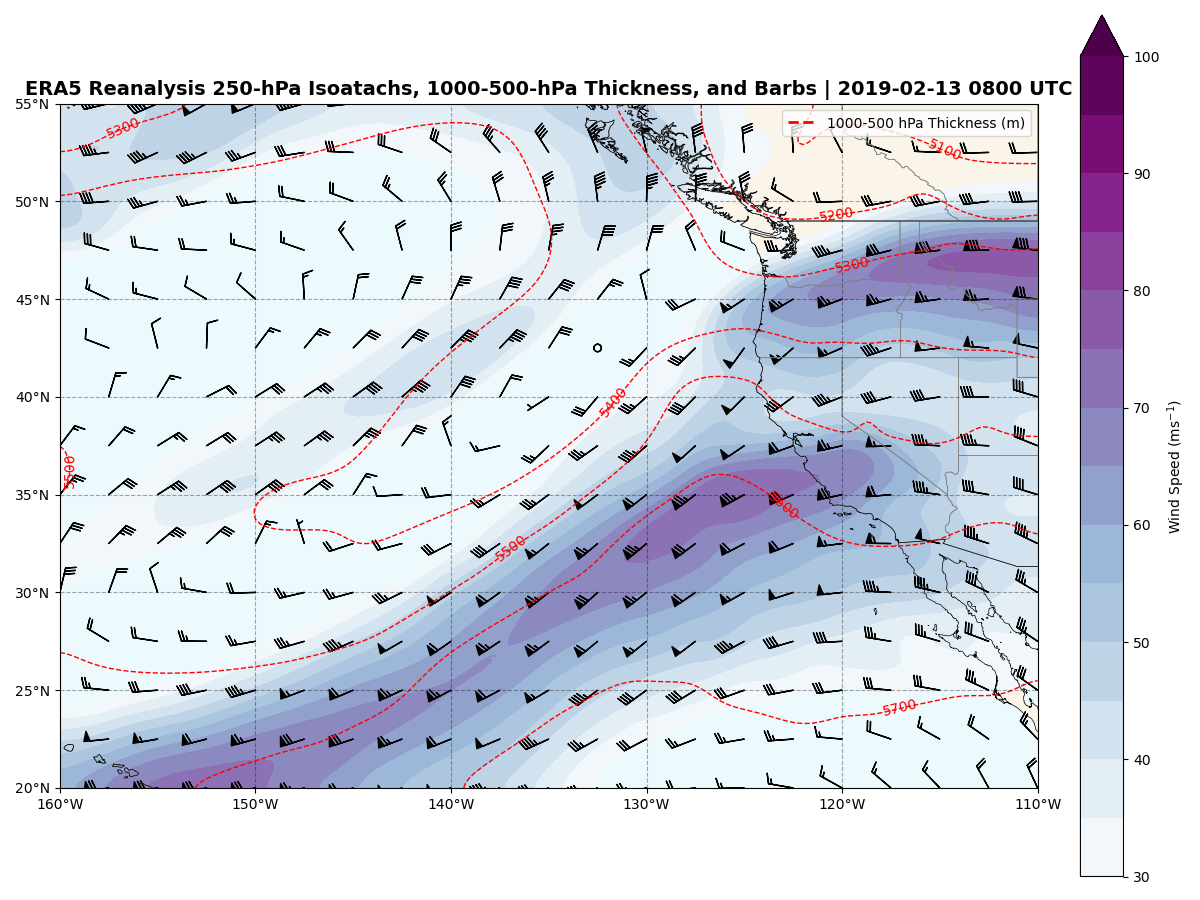 ERA5 Reanalysis 250-hPa Isoatachs, 1000-500-hPa Thickness, and Barbs | 2019-02-13 0800 UTC
1000-500 hPa Thickness (m)
55°N
50°N
45°N
40°N
35°N
30°N
25°N
20°N
160°W
150°W
140°W
130°W
120°W
110°W
5300
5100
5200
5300
5400
5500
5600
5500
5700
100
90
80
70
60
50
40
30
Wind Speed (ms⁻¹)